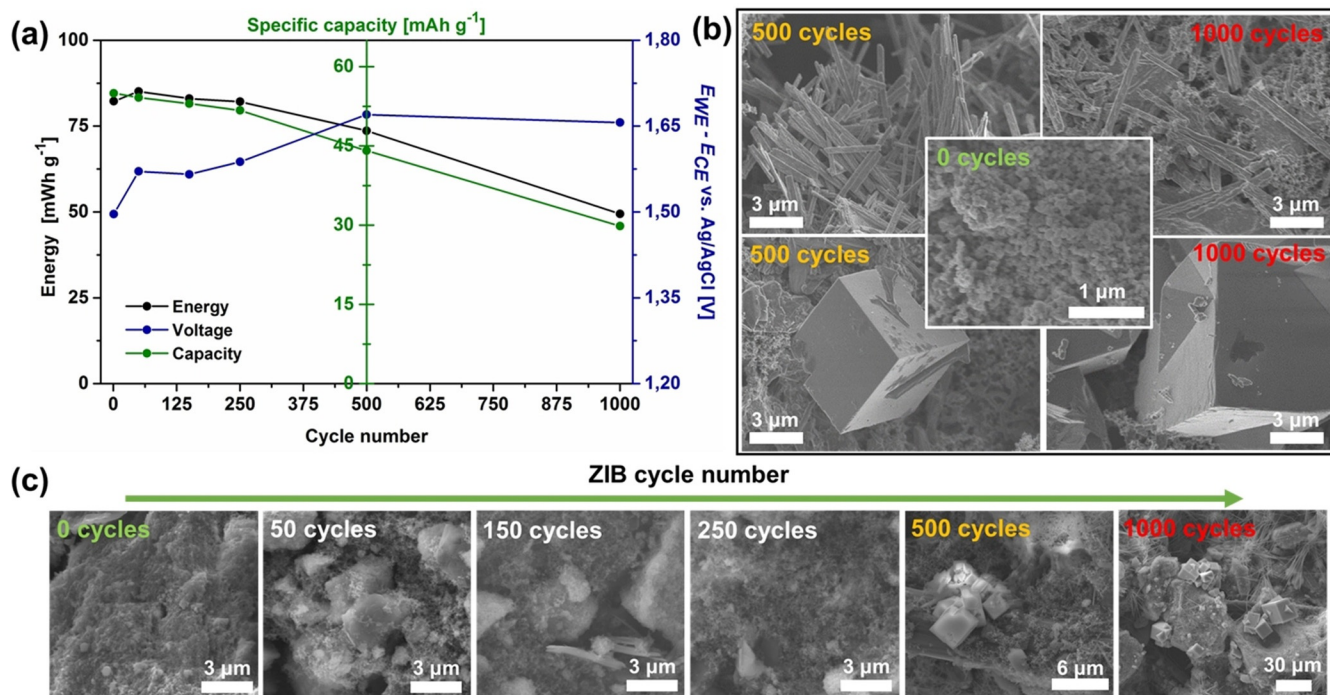 (a)
Specific capacity [mAh g⁻¹]
100
75
50
25
0
Energy [mWh g⁻¹]
60
45
30
15
0
1,80
1,65
1,50
1,35
1,20
E_WE - E_CE vs. Ag/AgCl [V]
Energy
Voltage
Capacity
0 125 250 375 500 625 750 875 1000
Cycle number
(b)
500 cycles
3 µm
1000 cycles
3 µm
0 cycles
1 µm
500 cycles
3 µm
1000 cycles
3 µm
(c)
ZIB cycle number
0 cycles
3 µm
50 cycles
3 µm
150 cycles
3 µm
250 cycles
3 µm
500 cycles
6 µm
1000 cycles
30 µm